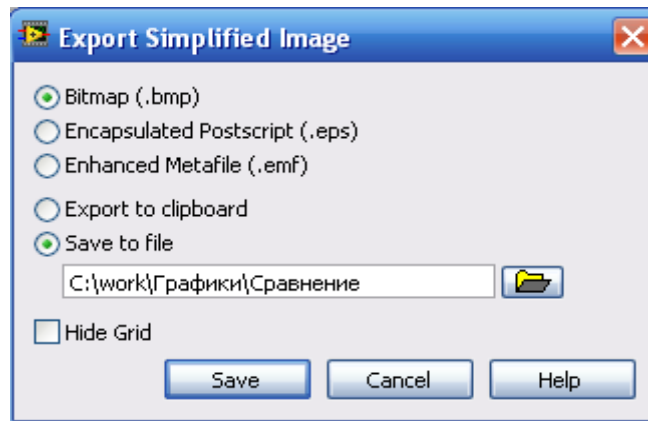 Export Simplified Image
Bitmap (.bmp)
Encapsulated Postscript (.eps)
Enhanced Metafile (.emf)
Export to clipboard
Save to file
C:\work\Графики\Сравнение
Hide Grid
Save Cancel Help